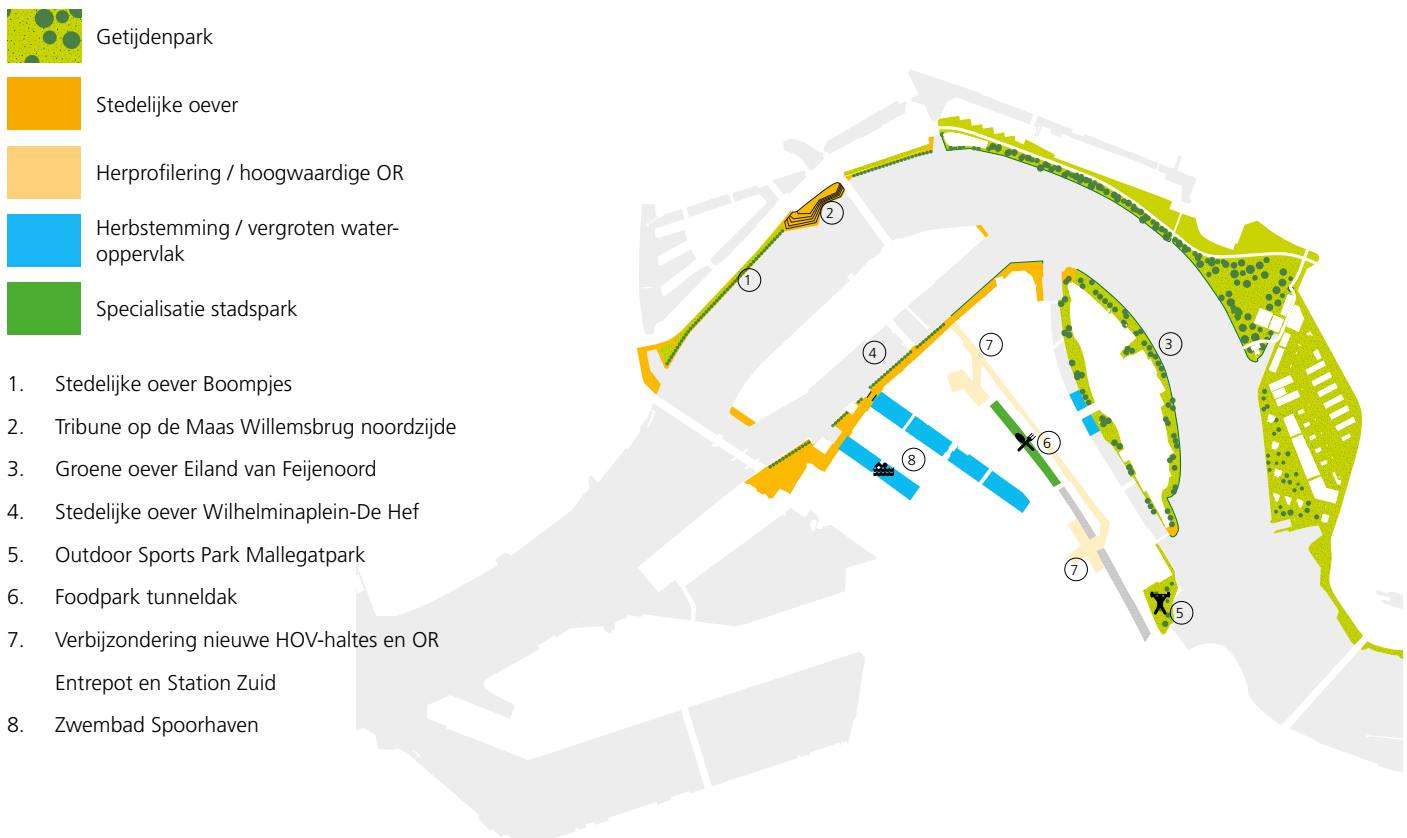 Getijdenpark
Stedelijke oever
Herprofilering / hoogwaardige OR
Herbstemming / vergroten water-
oppervlak
Specialisatie stadspark
1. Stedelijke oever Boompjes
2. Tribune op de Maas Willemsbrug noordzijde
3. Groene oever Eiland van Feijenoord
4. Stedelijke oever Wilhelminaplein-De Hef
5. Outdoor Sports Park Mallegatpark
6. Foodpark tunneldak
7. Verbijzondering nieuwe HOV-haltes en OR
Entrepot en Station Zuid
8. Zwembad Spoorhaven
2
1
3
7
4
6
8
7
5